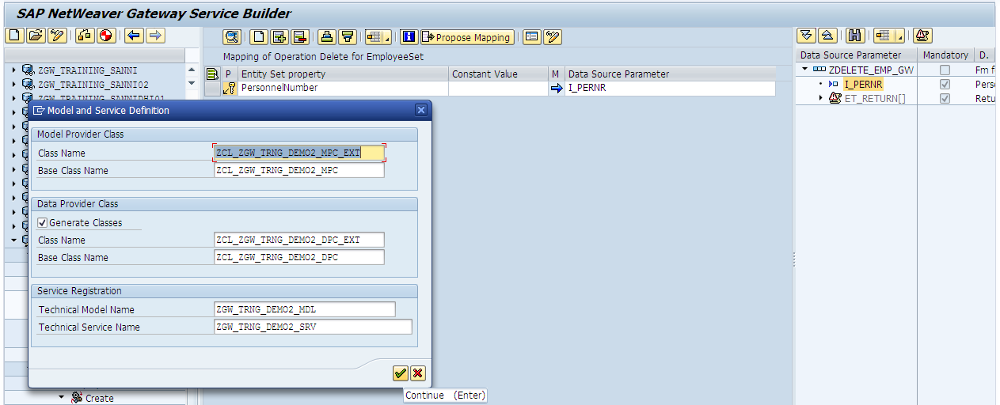 SAP NetWeaver Gateway Service Builder
Propose Mapping
Mapping of Operation Delete for EmployeeSet
P Entity Set property Constant Value M Data Source Parameter
PersonnelNumber I_PERNR
Data Source Parameter Mandatory D.
ZDELETE_EMP_GW Fm f
I_PERNR Perso
ET_RETURN[] Retu
ZGW_TRAINING_SANNI
ZGW_TRAINING_SANNI02
ZGW_TRAINING_SANNIDHI01
Model and Service Definition
Model Provider Class
Class Name ZCL_ZGW_TRNG_DEMO2_MPC_EXT
Base Class Name ZCL_ZGW_TRNG_DEMO2_MPC
Data Provider Class
Generate Classes
Class Name ZCL_ZGW_TRNG_DEMO2_DPC_EXT
Base Class Name ZCL_ZGW_TRNG_DEMO2_DPC
Service Registration
Technical Model Name ZGW_TRNG_DEMO2_MDL
Technical Service Name ZGW_TRNG_DEMO2_SRV
Continue (Enter)
Create